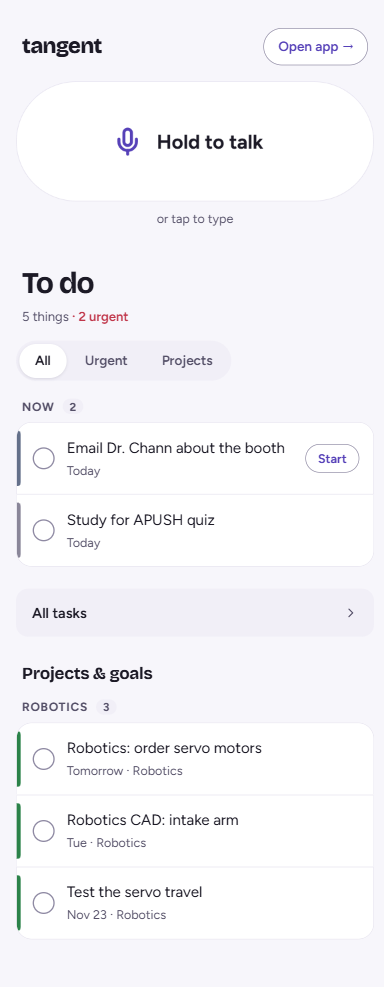 tangent
Open app →
Hold to talk
or tap to type
To do
5 things · 2 urgent
All
Urgent
Projects
NOW 2
Email Dr. Chann about the booth
Today
Start
Study for APUSH quiz
Today
All tasks
Projects & goals
ROBOTICS 3
Robotics: order servo motors
Tomorrow · Robotics
Robotics CAD: intake arm
Tue · Robotics
Test the servo travel
Nov 23 · Robotics